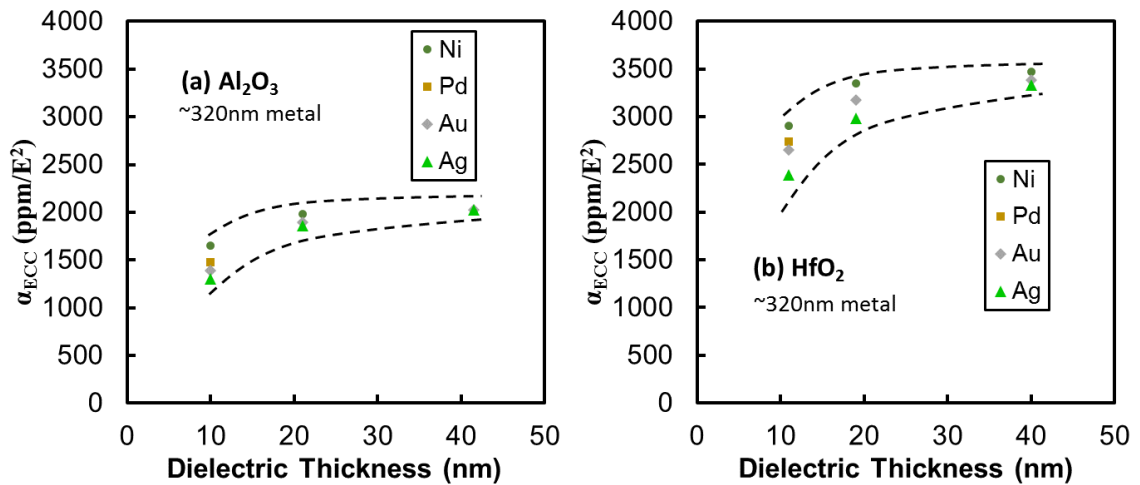 4000
3500
3000
2500
2000
1500
1000
500
0
0 10 20 30 40 50
α_ECC (ppm/E²)
Dielectric Thickness (nm)
(a) Al₂O₃
~320nm metal
Ni
Pd
Au
Ag
4000
3500
3000
2500
2000
1500
1000
500
0
0 10 20 30 40 50
α_ECC (ppm/E²)
Dielectric Thickness (nm)
(b) HfO₂
~320nm metal
Ni
Pd
Au
Ag